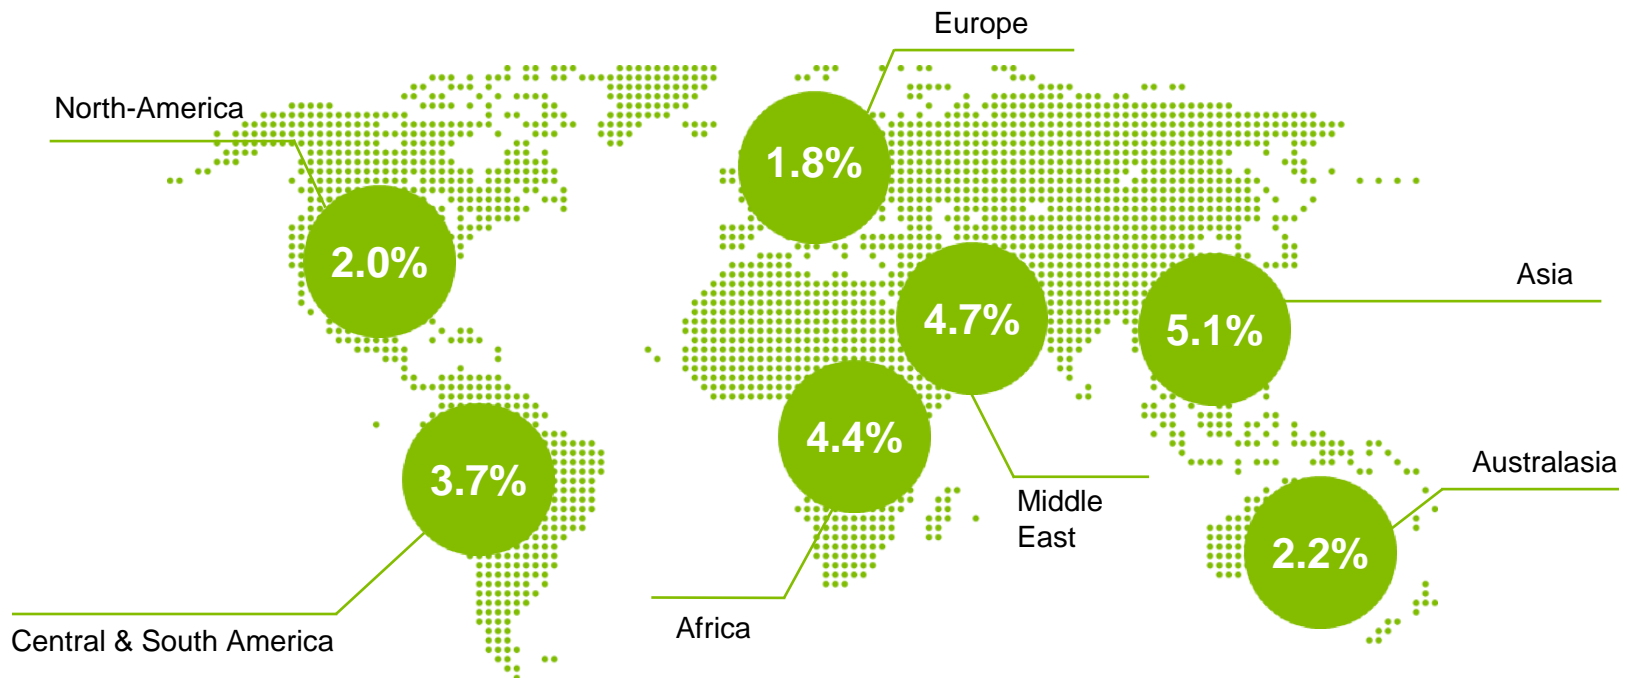 Europe
North-America
1.8%
2.0%
Asia
4.7%
5.1%
4.4%
Australasia
3.7%
Middle
East
2.2%
Africa
Central & South America